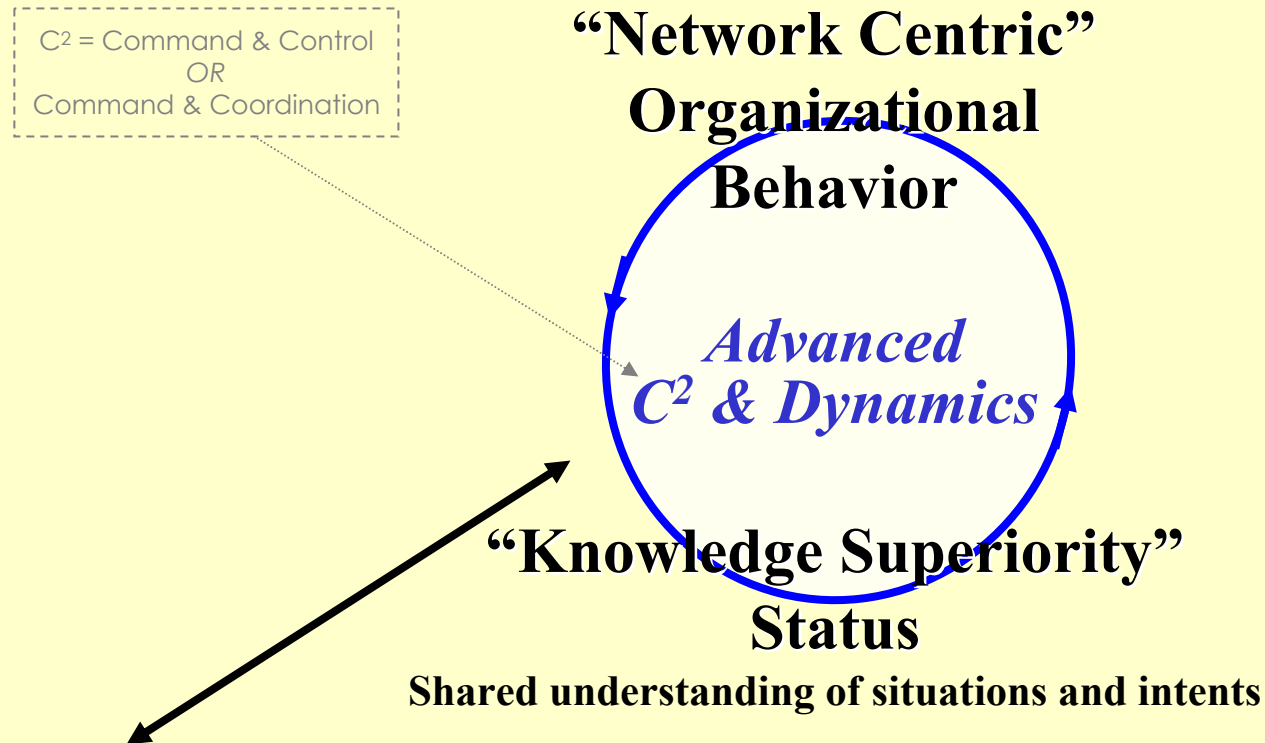 C² = Command & Control
OR
Command & Coordination
“Network Centric”
Organizational
Behavior
Advanced
C² & Dynamics
“Knowledge Superiority”
Status
Shared understanding of situations and intents